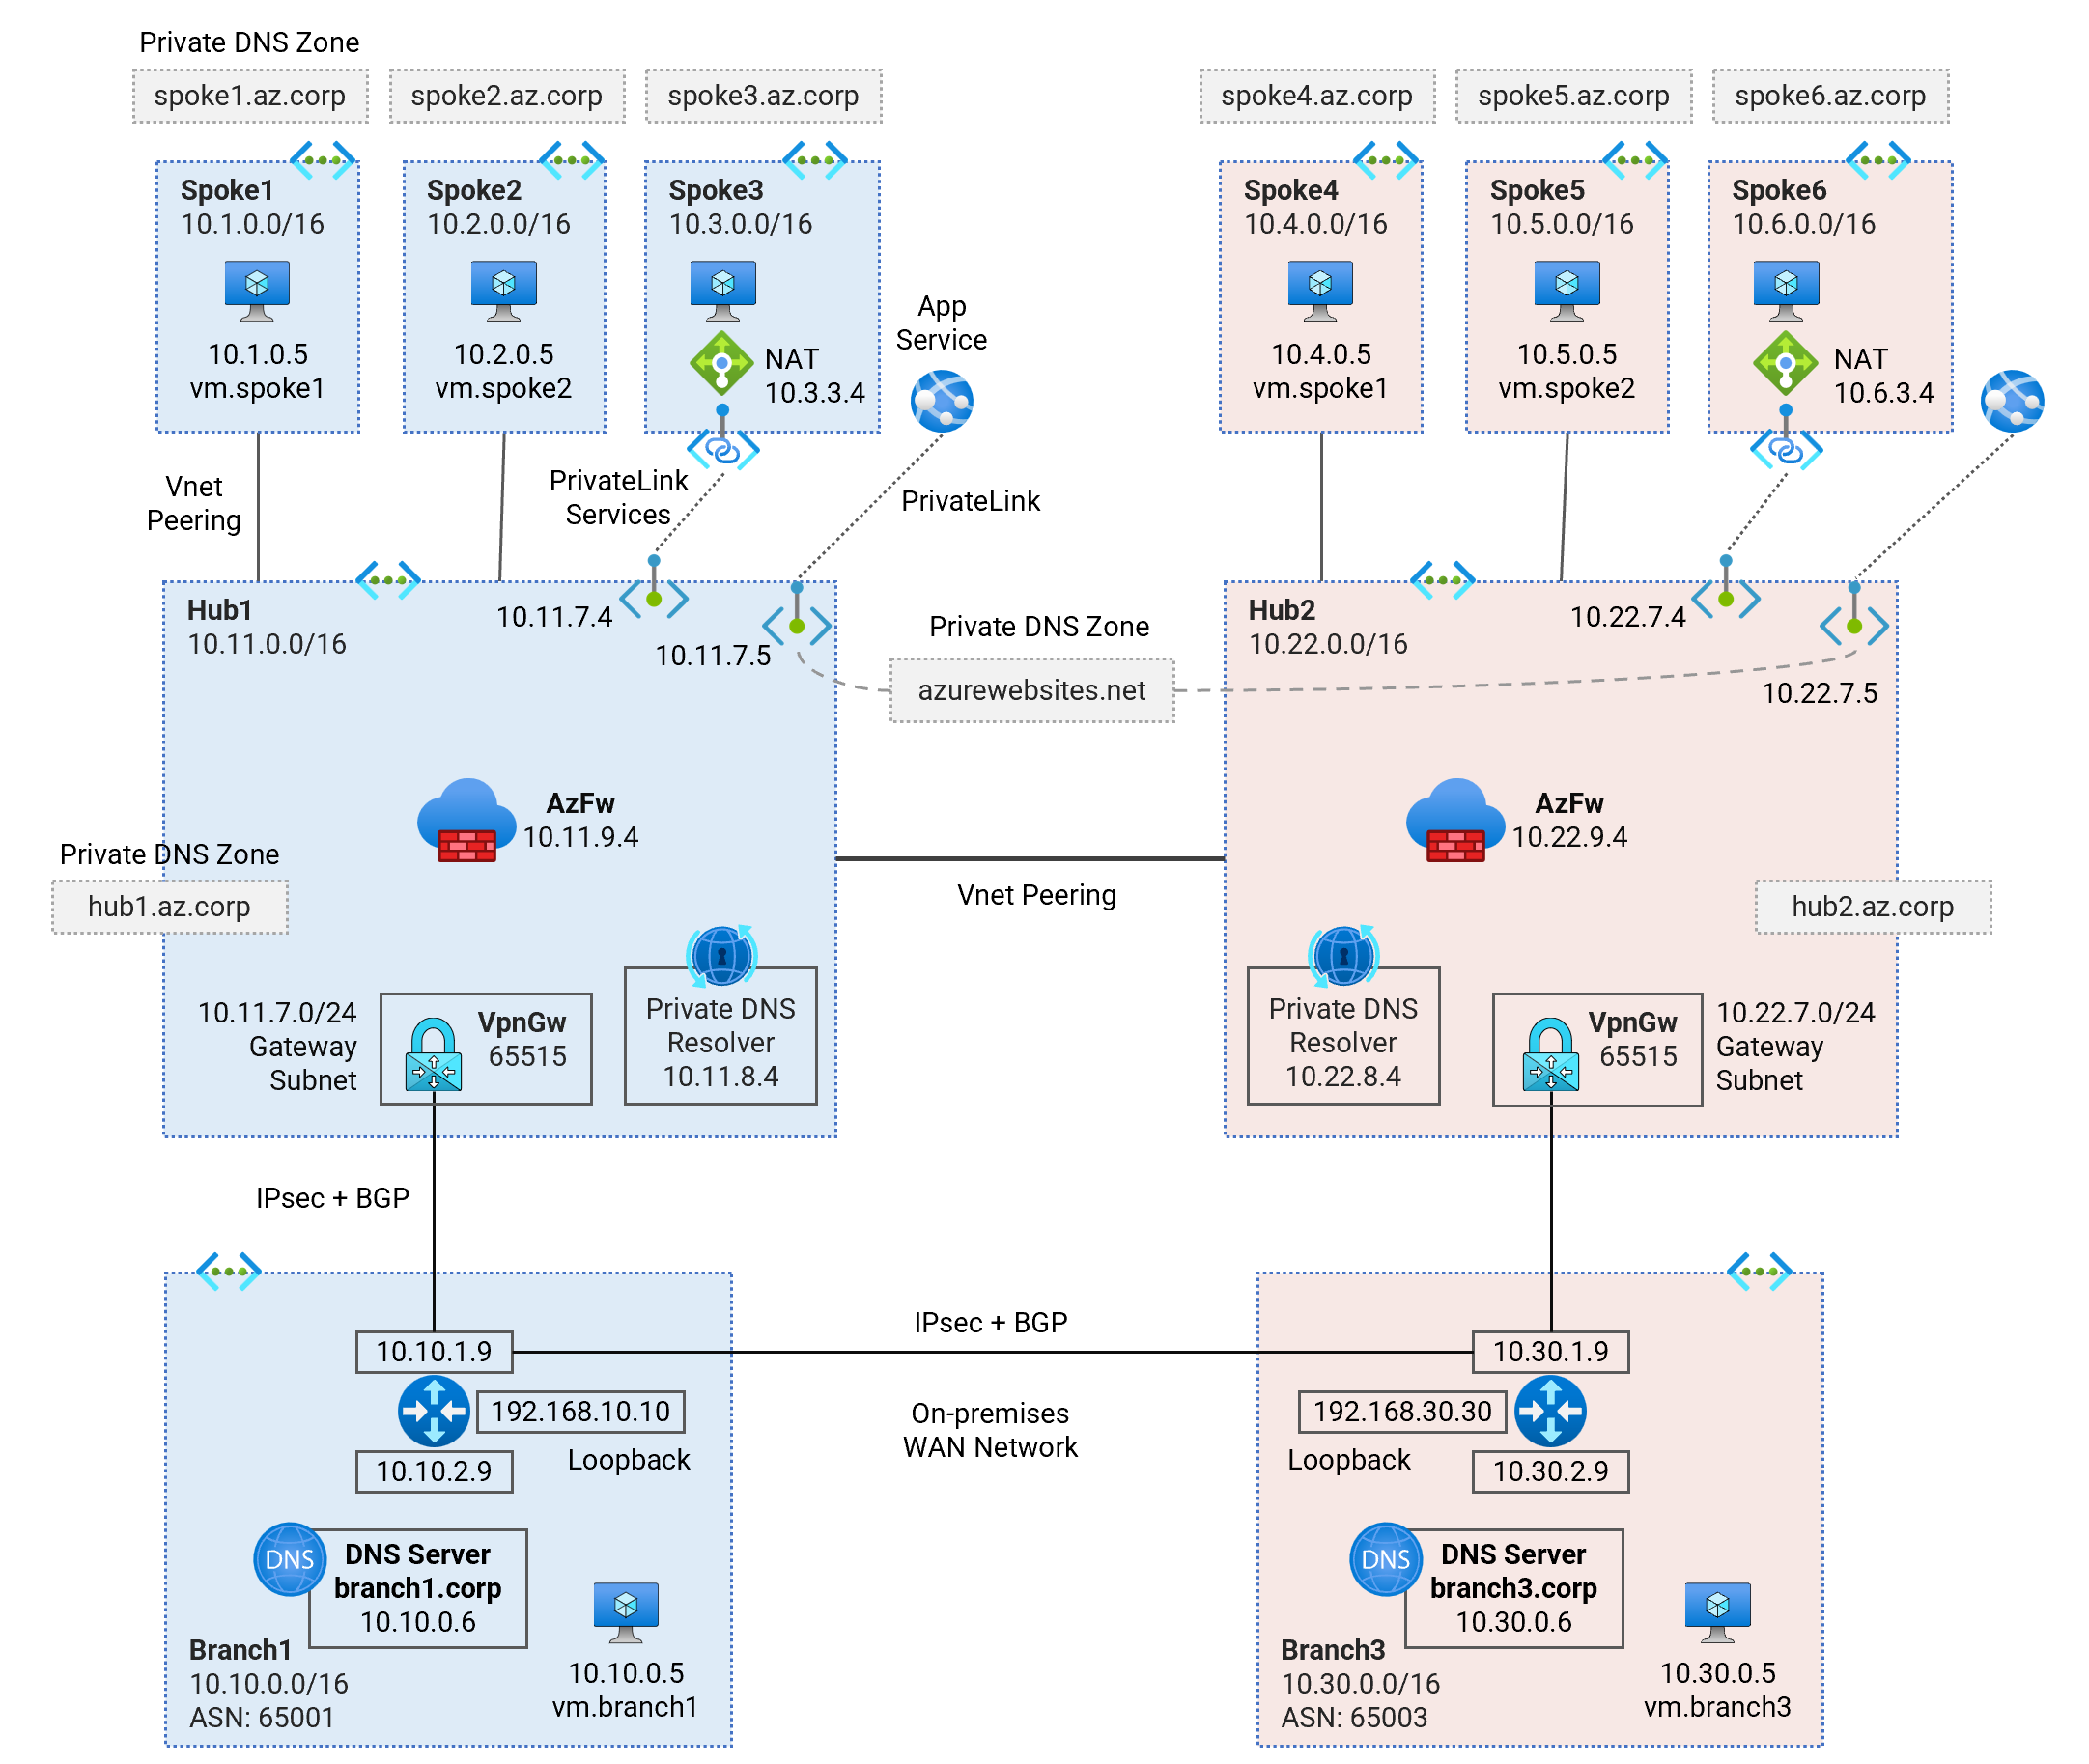 Private DNS Zone
spoke1.az.corp
spoke2.az.corp
spoke3.az.corp
spoke4.az.corp
spoke5.az.corp
spoke6.az.corp
Spoke1
10.1.0.0/16
10.1.0.5
vm.spoke1
Spoke2
10.2.0.0/16
10.2.0.5
vm.spoke2
Spoke3
10.3.0.0/16
NAT
10.3.3.4
App
Service
Spoke4
10.4.0.0/16
10.4.0.5
vm.spoke1
Spoke5
10.5.0.0/16
10.5.0.5
vm.spoke2
Spoke6
10.6.0.0/16
NAT
10.6.3.4
Vnet
Peering
PrivateLink
Services
PrivateLink
Hub1
10.11.0.0/16
10.11.7.4
10.11.7.5
Private DNS Zone
azurewebsites.net
Hub2
10.22.0.0/16
10.22.7.4
10.22.7.5
AzFw
10.11.9.4
AzFw
10.22.9.4
Private DNS Zone
hub1.az.corp
Vnet Peering
hub2.az.corp
10.11.7.0/24
Gateway
Subnet
VpnGw
65515
Private DNS
Resolver
10.11.8.4
Private DNS
Resolver
10.22.8.4
VpnGw
65515
10.22.7.0/24
Gateway
Subnet
IPsec + BGP
10.10.1.9
192.168.10.10
Loopback
10.10.2.9
IPsec + BGP
On-premises
WAN Network
10.30.1.9
192.168.30.30
Loopback
10.30.2.9
DNS
DNS Server
branch1.corp
10.10.0.6
Branch1
10.10.0.0/16
ASN: 65001
10.10.0.5
vm.branch1
DNS
DNS Server
branch3.corp
10.30.0.6
Branch3
10.30.0.0/16
ASN: 65003
10.30.0.5
vm.branch3